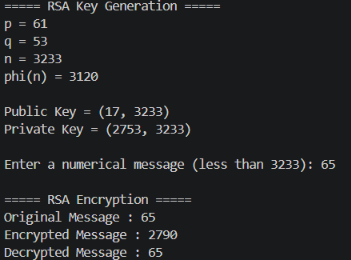 ===== RSA Key Generation =====
p = 61
q = 53
n = 3233
phi(n) = 3120
Public Key = (17, 3233)
Private Key = (2753, 3233)
Enter a numerical message (less than 3233): 65
===== RSA Encryption =====
Original Message : 65
Encrypted Message : 2790
Decrypted Message : 65